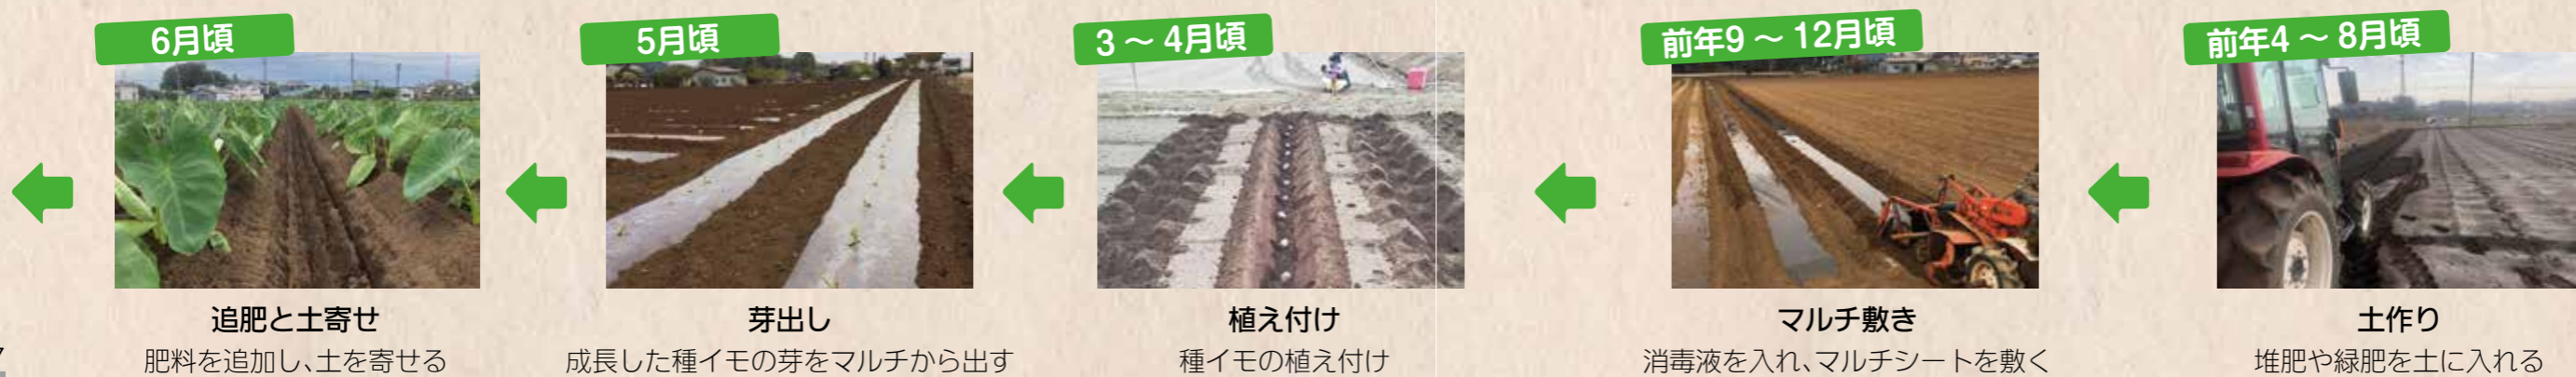 前年4 〜 8月頃
土作り
堆肥や緑肥を土に入れる
前年9 〜 12月頃
マルチ敷き
消毒液を入れ、マルチシートを敷く
3 〜 4月頃
植え付け
種イモの植え付け
5月頃
芽出し
成長した種イモの芽をマルチから出す
6月頃
追肥と土寄せ
肥料を追加し、土を寄せる